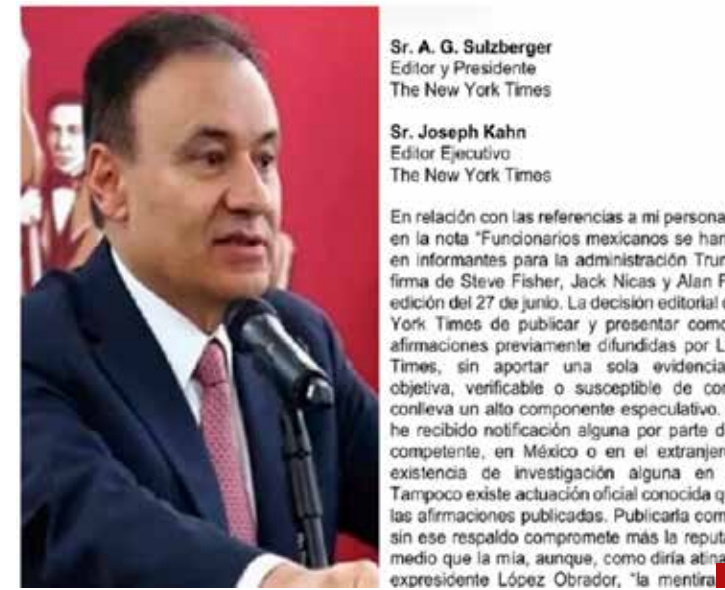 Sr. A. G. Sulzberger
Editor y Presidente
The New York Times
Sr. Joseph Kahn
Editor Ejecutivo
The New York Times
En relación con las referencias a mi persona
en la nota "Funcionarios mexicanos se han
en informantes para la administración
firma de Steve Fisher, Jack Nicas y Alan
edición del 27 de junio. La decisión editorial
York Times de publicar y presentar como
afirmaciones previamente difundidas por
Times, sin aportar una sola evidencia
objetiva, verificable o susceptible de
conlleva un alto componente especulativo.
he recibido notificación alguna por parte
competente, en México o en el
existencia de investigación alguna en
Tampoco existe actuación oficial conocida
las afirmaciones publicadas. Publicarla
sin ese respaldo compromete más la
medio que la mía, aunque, como diría
expresidente López Obrador, "la mentira